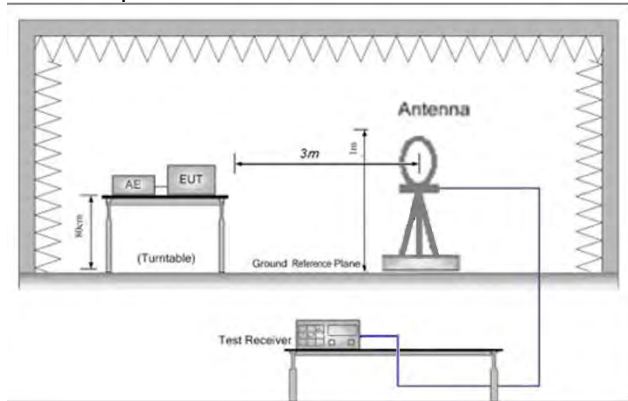 Antenna
3m
1m
AE
EUT
80cm
(Turntable)
Ground Reference Plane
Test Receiver